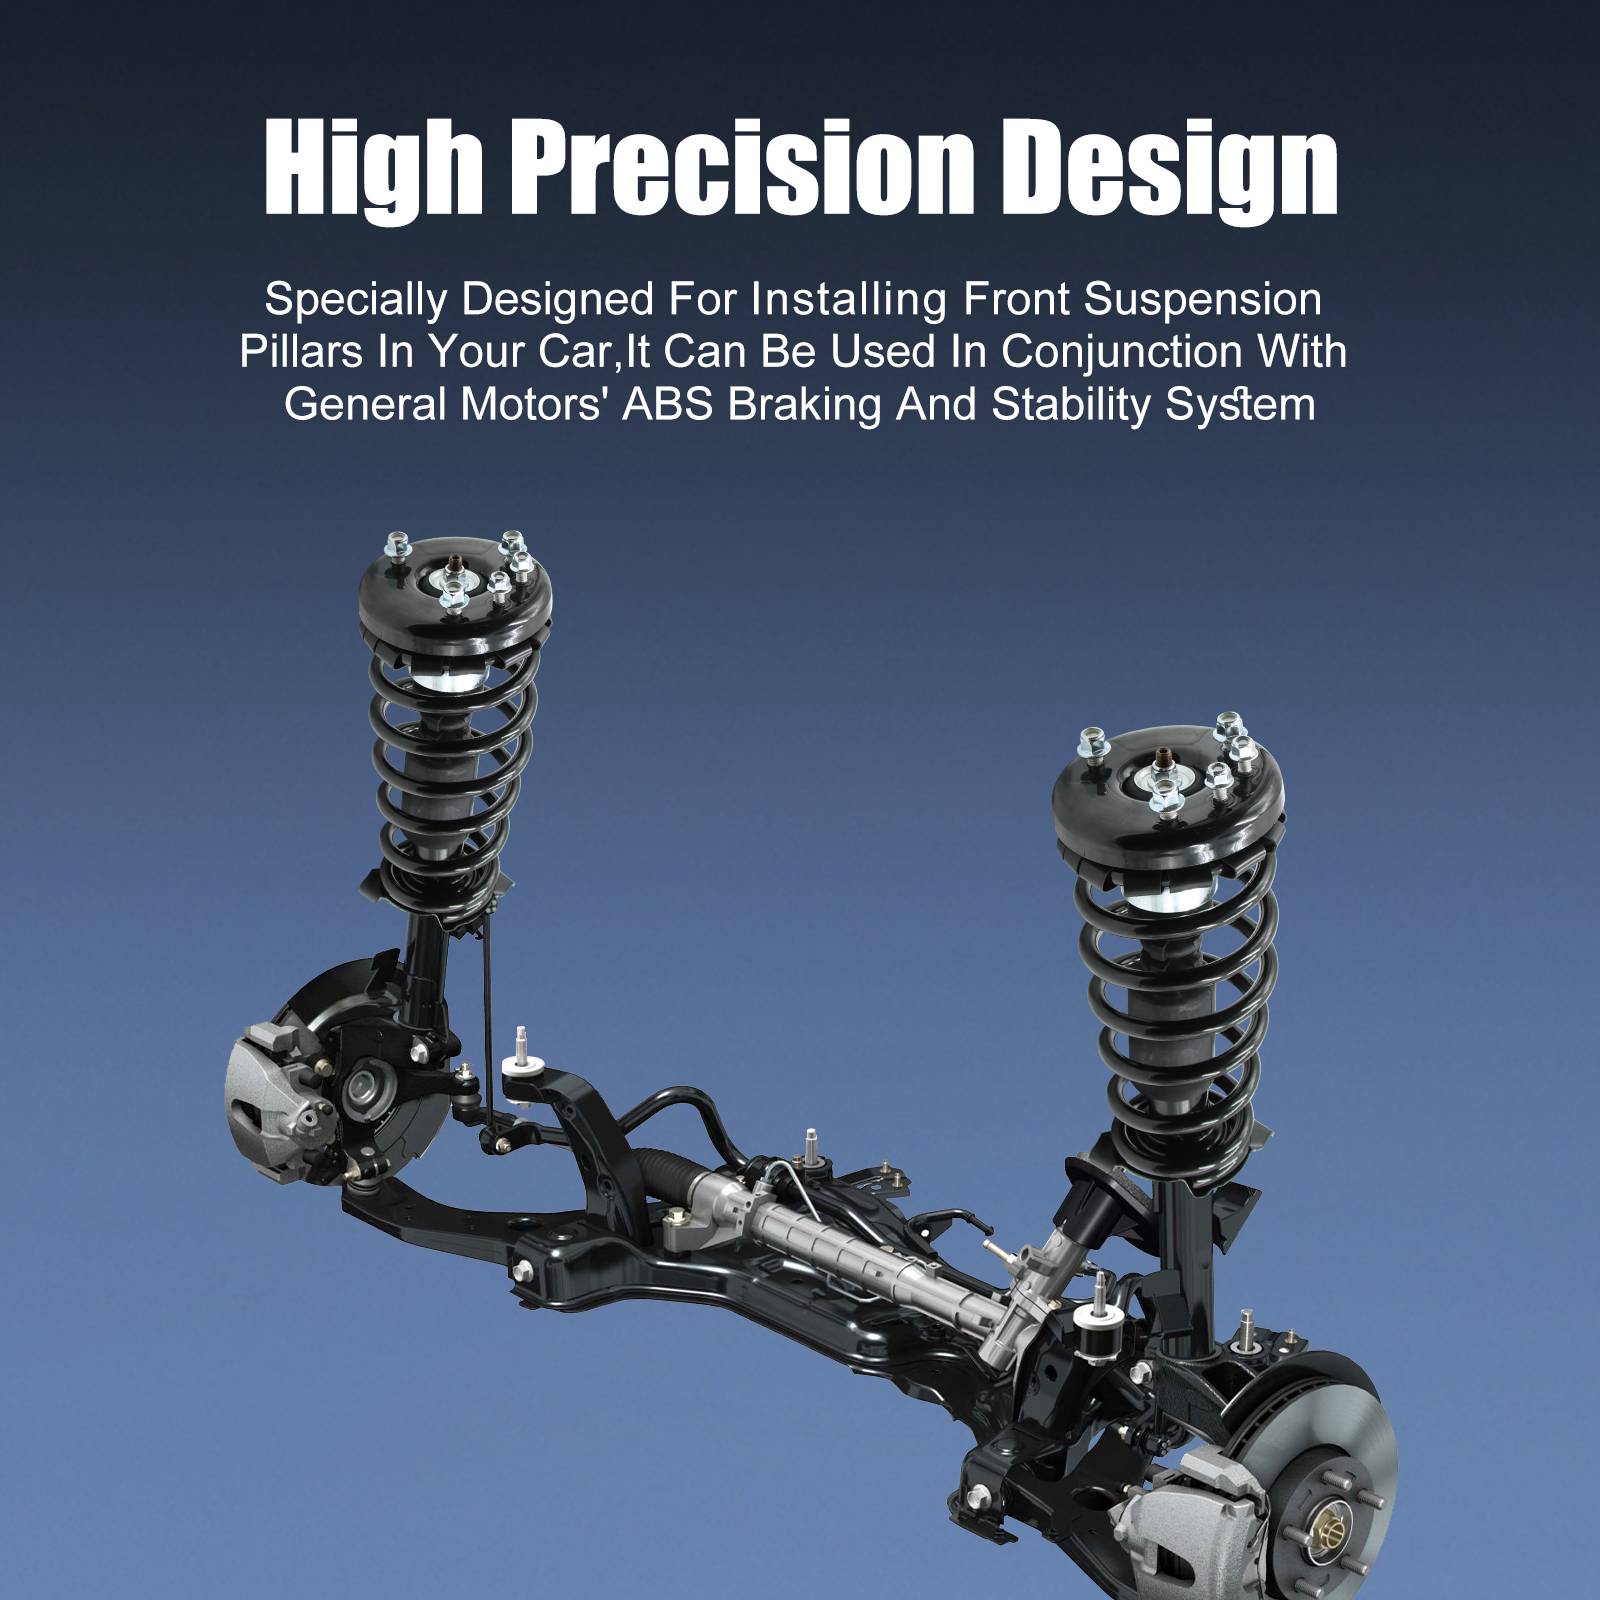 High Precision Design
Specially Designed For Installing Front Suspension
Pillars In Your Car,It Can Be Used In Conjunction With
General Motors' ABS Braking And Stability System